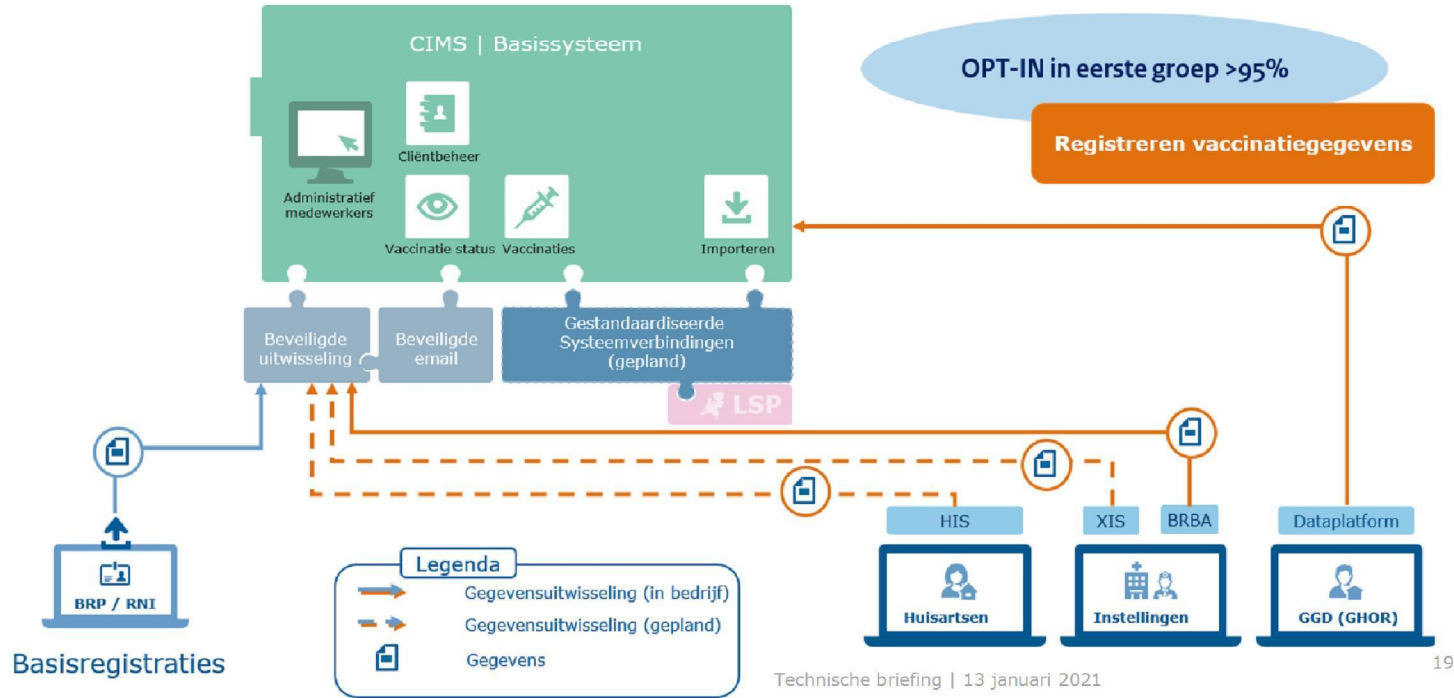 CIMS | Basissysteem
OPT-IN in eerste groep >95%
Registreren vaccinatiegegevens
Cliëntbeheer
Administratief
medewerkers
Vaccinatie status
Vaccinaties
Importeren
Beveiligde
uitwisseling
Beveiligde
email
Gestandaardiseerde
Systeemverbindingen
(gepland)
LSP
HIS
XIS
BRBA
Dataplatform
BRP / RNI
Huisartsen
Instellingen
GGD (GHOR)
Basisregistraties
Legenda
Gegevensuitwisseling (in bedrijf)
Gegevensuitwisseling (gepland)
Gegevens
Technische briefing | 13 januari 2021
19